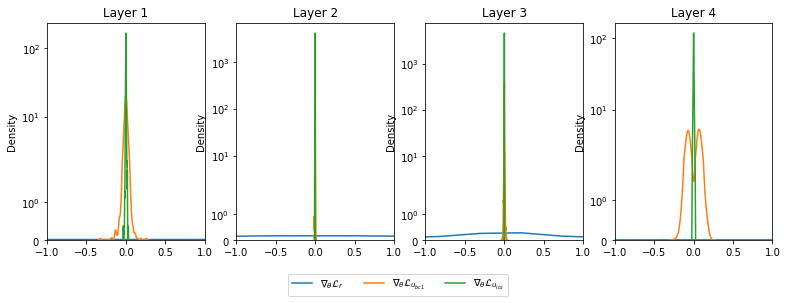 Layer 1 Layer 2 Layer 3 Layer 4
Density Density Density Density
10² 10¹ 10⁰ 0
10³ 10² 10¹ 10⁰ 0
10³ 10² 10¹ 10⁰ 0
10² 10¹ 10⁰ 0
−1.0 −0.5 0.0 0.5 1.0 −1.0 −0.5 0.0 0.5 1.0 −1.0 −0.5 0.0 0.5 1.0 −1.0 −0.5 0.0 0.5 1.0
∇θℒr ∇θℒu_bc1 ∇θℒu_ics